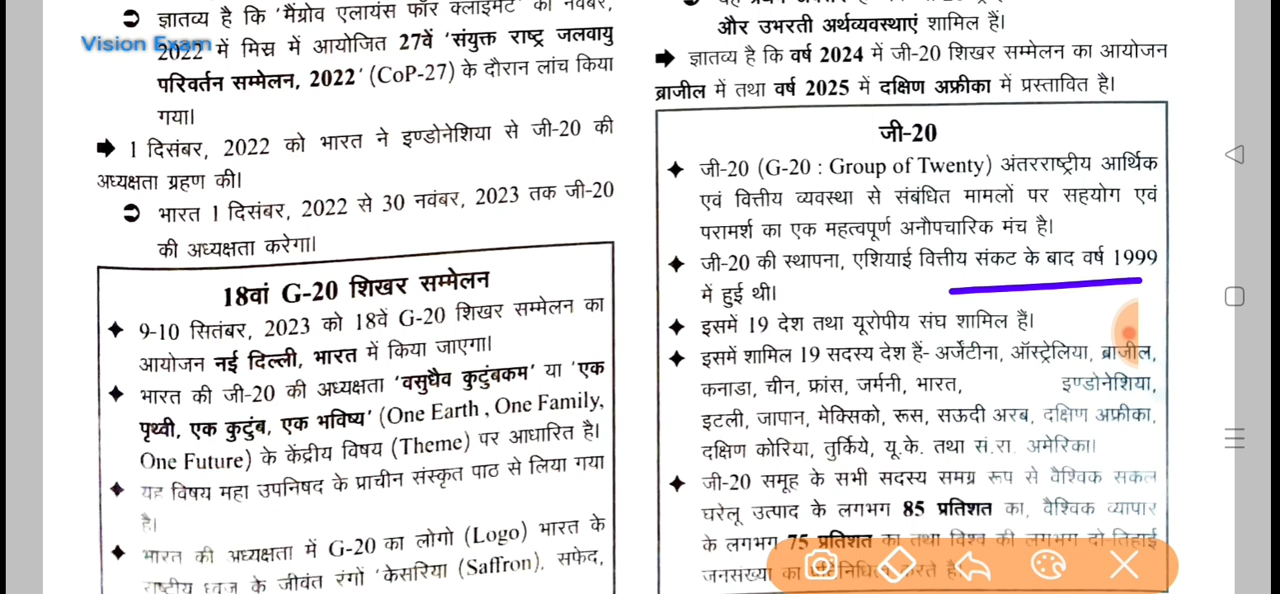 ज्ञातव्य है कि 'मैंग्रोव एलायंस फॉर क्लाइमेट' को नवंबर,
Vision Exam
2022 में मिस्र में आयोजित 27वें 'संयुक्त राष्ट्र जलवायु
परिवर्तन सम्मेलन, 2022' (CoP-27) के दौरान लांच किया
गया।
1 दिसंबर, 2022 को भारत ने इण्डोनेशिया से जी-20 की
अध्यक्षता ग्रहण की।
भारत 1 दिसंबर, 2022 से 30 नवंबर, 2023 तक जी-20
की अध्यक्षता करेगा।
18वां G-20 शिखर सम्मेलन
9-10 सितंबर, 2023 को 18वें G-20 शिखर सम्मेलन का
आयोजन नई दिल्ली, भारत में किया जाएगा।
भारत की जी-20 की अध्यक्षता 'वसुधैव कुटुंबकम' या 'एक
पृथ्वी, एक कुटुंब, एक भविष्य' (One Earth , One Family,
One Future) के केंद्रीय विषय (Theme) पर आधारित है।
यह विषय महा उपनिषद के प्राचीन संस्कृत पाठ से लिया गया
है।
भारत की अध्यक्षता में G-20 का लोगो (Logo) भारत के
राष्ट्रीय ध्वज के जीवंत रंगों 'केसरिया (Saffron), सफेद,
और उभरती अर्थव्यवस्थाएं शामिल हैं।
ज्ञातव्य है कि वर्ष 2024 में जी-20 शिखर सम्मेलन का आयोजन
ब्राजील में तथा वर्ष 2025 में दक्षिण अफ्रीका में प्रस्तावित है।
जी-20
जी-20 (G-20 : Group of Twenty) अंतरराष्ट्रीय आर्थिक
एवं वित्तीय व्यवस्था से संबंधित मामलों पर सहयोग एवं
परामर्श का एक महत्वपूर्ण अनौपचारिक मंच है।
जी-20 की स्थापना, एशियाई वित्तीय संकट के बाद वर्ष 1999
में हुई थी।
इसमें 19 देश तथा यूरोपीय संघ शामिल हैं।
इसमें शामिल 19 सदस्य देश हैं- अर्जेंटीना, ऑस्ट्रेलिया, ब्राजील,
कनाडा, चीन, फ्रांस, जर्मनी, भारत, इण्डोनेशिया,
इटली, जापान, मेक्सिको, रूस, सऊदी अरब, दक्षिण अफ्रीका,
दक्षिण कोरिया, तुर्किये, यू.के. तथा सं.रा. अमेरिका।
जी-20 समूह के सभी सदस्य समग्र रूप से वैश्विक सकल
घरेलू उत्पाद के लगभग 85 प्रतिशत का, वैश्विक व्यापार
के लगभग 75 प्रतिशत का तथा विश्व की लगभग दो तिहाई
जनसंख्या का करते है।